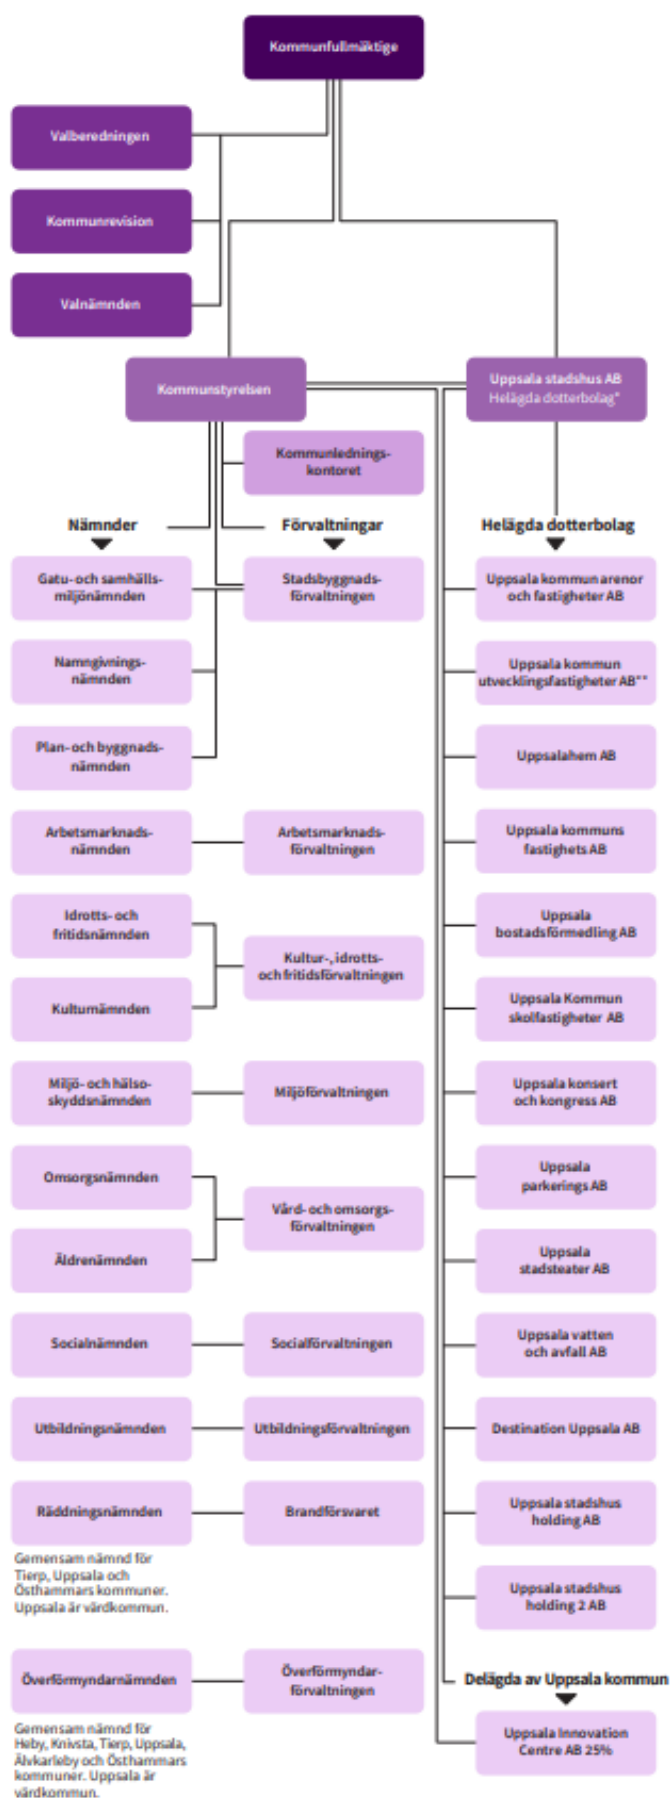 Kommunfullmäktige
Valberedningen
Kommunrevision
Valnämnden
Kommunstyrelsen
Uppsala stadshus AB
Helägda dotterbolag*
Kommunlednings-
kontoret
Nämnder
Förvaltningar
Helägda dotterbolag
Gatu- och samhälls-
miljönämnden
Stadsbyggnads-
förvaltningen
Uppsala kommun arenor
och fastigheter AB
Namngivnings-
nämnden
Uppsala kommun
utvecklingsfastigheter AB**
Plan- och byggnads-
nämnden
Uppsalahem AB
Arbetsmarknads-
nämnden
Arbetsmarknads-
förvaltningen
Uppsala kommuns
fastighets AB
Idrotts- och
fritidsnämnden
Kultur-, idrotts-
och fritidsförvaltningen
Uppsala
bostadsförmedling AB
Kulturnämnden
Uppsala Kommun
skolfastigheter AB
Miljö- och hälso-
skyddsnämnden
Miljöförvaltningen
Uppsala konsert
och kongress AB
Omsorgsnämnden
Vård- och omsorgs-
förvaltningen
Uppsala
parkerings AB
Äldrenämnden
Uppsala
stadsteater AB
Socialnämnden
Socialförvaltningen
Uppsala vatten
och avfall AB
Utbildningsnämnden
Utbildningsförvaltningen
Destination Uppsala AB
Räddningsnämnden
Brandförsvaret
Uppsala stadshus
holding AB
Gemensam nämnd för
Tierp, Uppsala och
Östhammars kommuner.
Uppsala är värdkommun.
Uppsala stadshus
holding 2 AB
Överförmyndarnämnden
Överförmyndar-
förvaltningen
Delägda av Uppsala kommun
Gemensam nämnd för
Heby, Knivsta, Tierp, Uppsala,
Älvkarleby och Östhammars
kommuner. Uppsala är
värdkommun.
Uppsala Innovation
Centre AB 25%